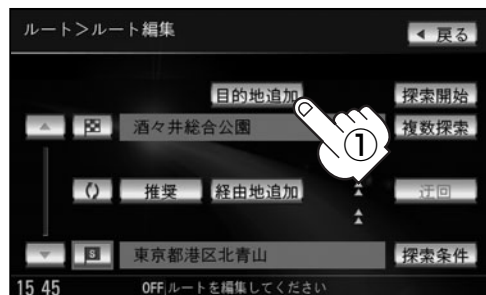 ルート＞ルート編集
戻る
目的地追加
探索開始
酒々井総合公園
複数探索
①
推奨
経由地追加
迂回
S
東京都港区北青山
探索条件
15 45
OFF ルートを編集してください